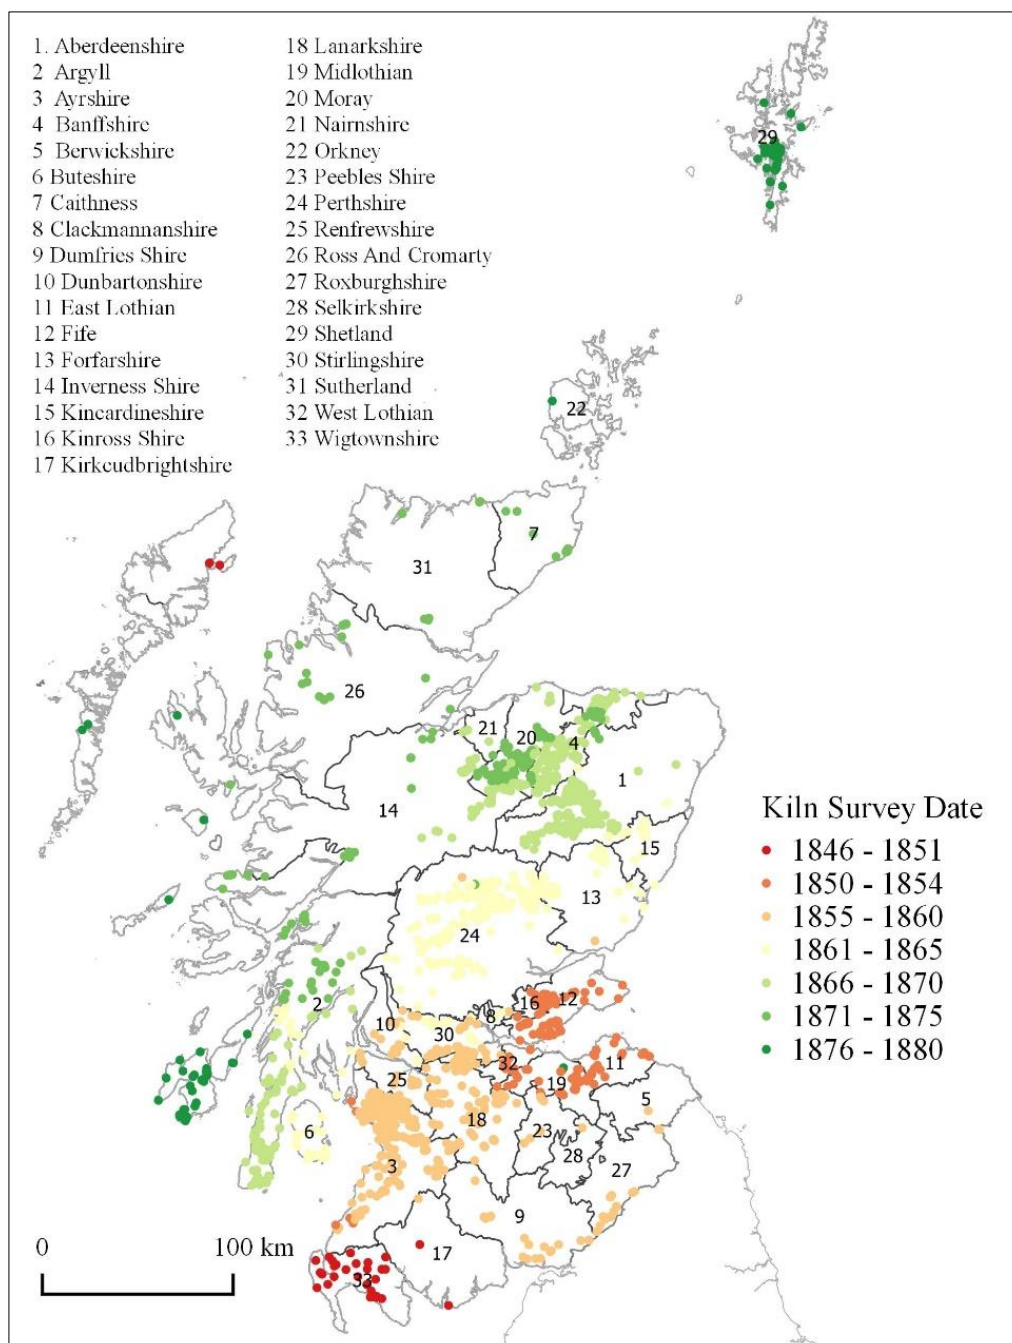 1. Aberdeenshire
2 Argyll
3 Ayrshire
4 Banffshire
5 Berwickshire
6 Buteshire
7 Caithness
8 Clackmannanshire
9 Dumfries Shire
10 Dunbartonshire
11 East Lothian
12 Fife
13 Forfarshire
14 Inverness Shire
15 Kincardineshire
16 Kinross Shire
17 Kirkcudbrightshire
18 Lanarkshire
19 Midlothian
20 Moray
21 Nairnshire
22 Orkney
23 Peebles Shire
24 Perthshire
25 Renfrewshire
26 Ross And Cromarty
27 Roxburghshire
28 Selkirkshire
29 Shetland
30 Stirlingshire
31 Sutherland
32 West Lothian
33 Wigtownshire
29
22
7
31
26
21
20
4
1
14
15
13
24
2
16
12
8
10
30
32
11
19
25
5
18
6
23
28
27
3
9
17
33
Kiln Survey Date
1846 - 1851
1850 - 1854
1855 - 1860
1861 - 1865
1866 - 1870
1871 - 1875
1876 - 1880
0 100 km